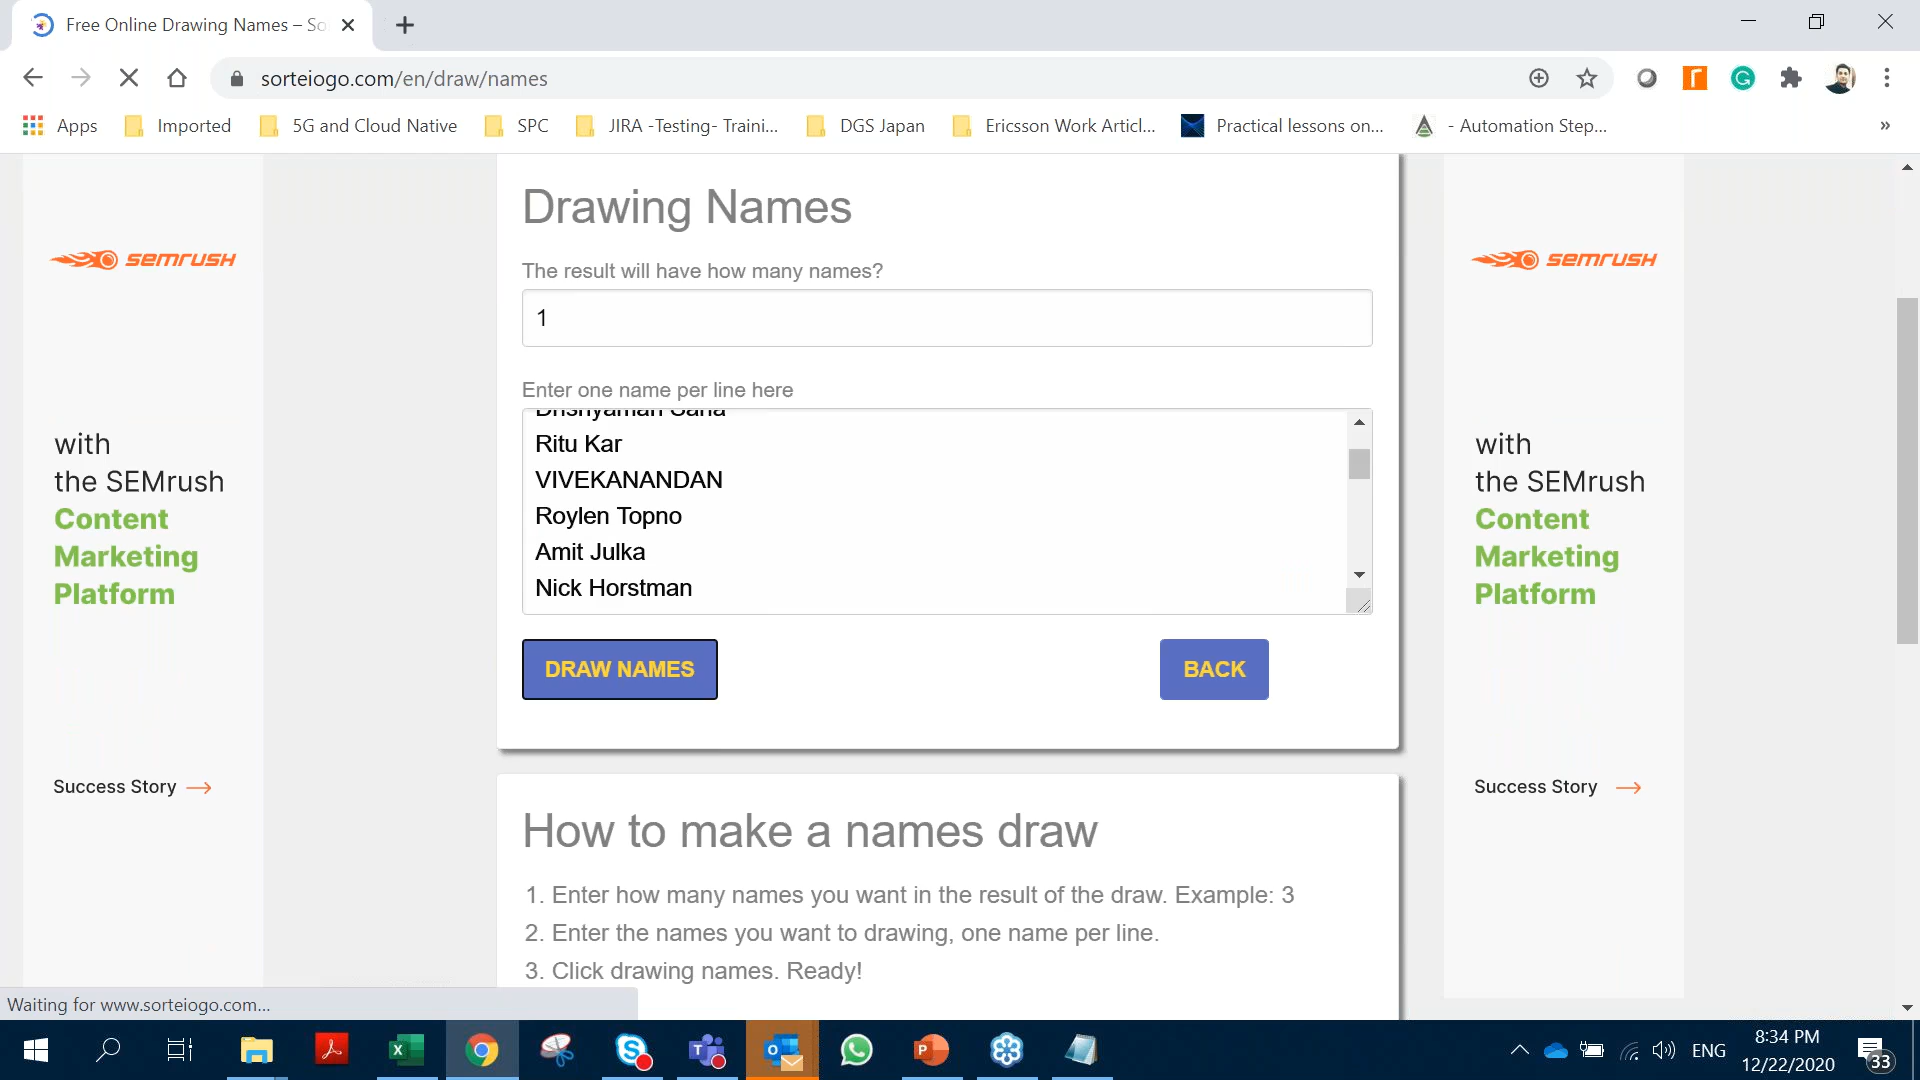 Free Online Drawing Names – So
sorteiogo.com/en/draw/names
Apps
Imported
5G and Cloud Native
SPC
JIRA -Testing- Traini...
DGS Japan
Ericsson Work Articl...
Practical lessons on...
- Automation Step...
»
Drawing Names
The result will have how many names?
1
Enter one name per line here
Ritu Kar
VIVEKANANDAN
Roylen Topno
Amit Julka
Nick Horstman
DRAW NAMES
BACK
How to make a names draw
1. Enter how many names you want in the result of the draw. Example: 3
2. Enter the names you want to drawing, one name per line.
3. Click drawing names. Ready!
SEMRUSH
with
the SEMrush
Content
Marketing
Platform
Success Story
SEMRUSH
with
the SEMrush
Content
Marketing
Platform
Success Story
Waiting for www.sorteiogo.com...
ENG
8:34 PM
12/22/2020
33